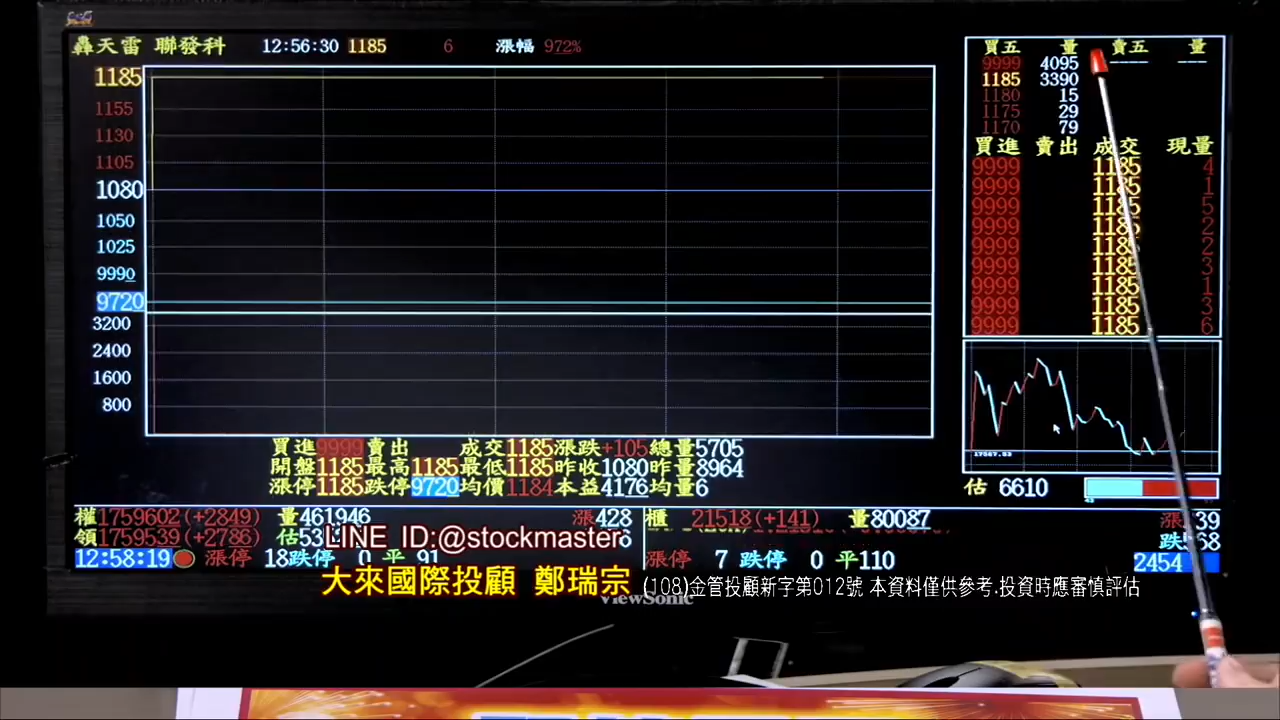 轟天雷 聯發科 12:56:30 1185 6 漲幅 972%
1185
1155
1130
1105
1080
1050
1025
9990
9720
3200
2400
1600
800
買五 量 賣五 量
9999 4095 ---- ---
1185 3390
1180 15
1175 29
1170 79
買進 賣出 成交 現量
9999 1185 4
9999 1185 1
9999 1185 5
9999 1185 2
9999 1185 2
9999 1185 3
9999 1185 1
9999 1185 3
9999 1185 6
估 6610
買進9999賣出 成交1185漲跌+105總量5705
開盤1185最高1185最低1185昨收1080昨量8964
漲停1185跌停9720均價1184本益4176均量6
權1759602(+2849) 量461946 漲428
領1759539(+2786) 估53
12:58:19 漲停 18跌停 0 平 91
櫃 21518(+141) 量80087
漲停 7 跌停 0 平110
2454
LINE ID:@stockmaster
大來國際投顧 鄭瑞宗 (108)金管投顧新字第012號 本資料僅供參考.投資時應審慎評估
ViewSonic